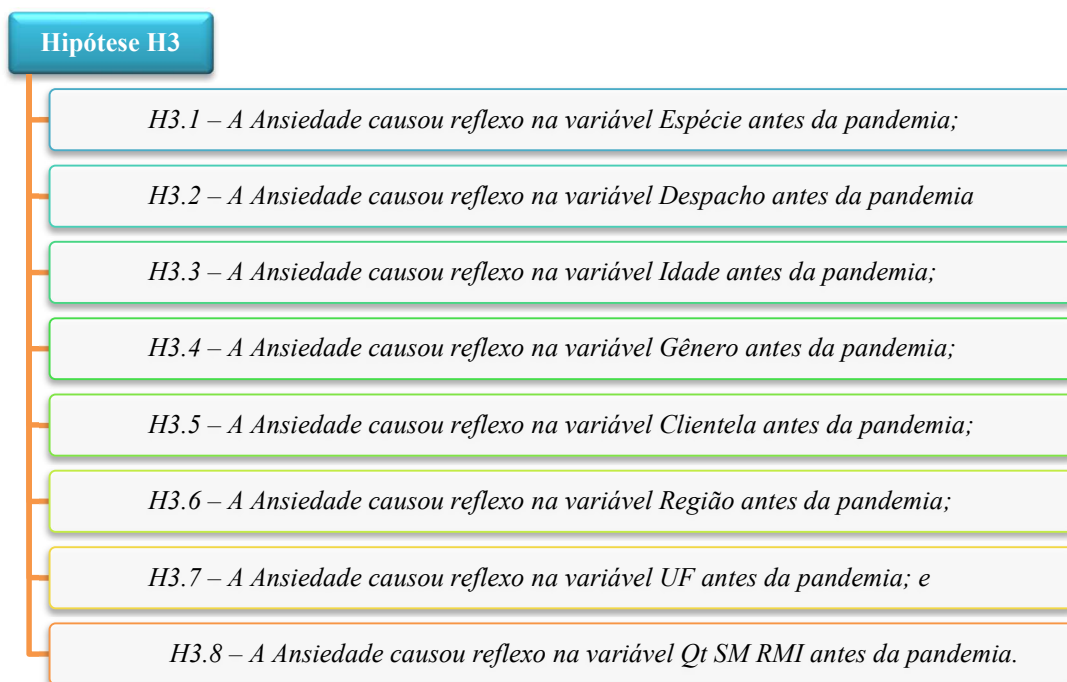 Hipótese H3
H3.1 – A Ansiedade causou reflexo na variável Espécie antes da pandemia;
H3.2 – A Ansiedade causou reflexo na variável Despacho antes da pandemia
H3.3 – A Ansiedade causou reflexo na variável Idade antes da pandemia;
H3.4 – A Ansiedade causou reflexo na variável Gênero antes da pandemia;
H3.5 – A Ansiedade causou reflexo na variável Clientela antes da pandemia;
H3.6 – A Ansiedade causou reflexo na variável Região antes da pandemia;
H3.7 – A Ansiedade causou reflexo na variável UF antes da pandemia; e
H3.8 – A Ansiedade causou reflexo na variável Qt SM RMI antes da pandemia.